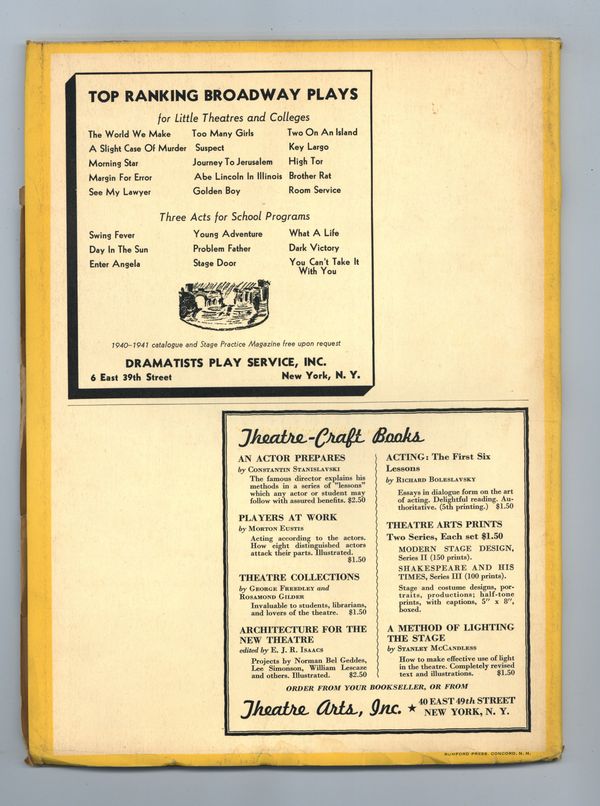 TOP RANKING BROADWAY PLAYS
for Little Theatres and Colleges
The World We Make Too Many Girls Two On An Island
A Slight Case Of Murder Suspect Key Largo
Morning Star Journey To Jerusalem High Tor
Margin For Error Abe Lincoln In Illinois Brother Rat
See My Lawyer Golden Boy Room Service
Three Acts for School Programs
Swing Fever Young Adventure What A Life
Day In The Sun Problem Father Dark Victory
Enter Angela Stage Door You Can't Take It
With You
1940-1941 catalogue and Stage Practice Magazine free upon request
DRAMATISTS PLAY SERVICE, INC.
6 East 39th Street New York, N. Y.
Theatre-Craft Books
AN ACTOR PREPARES
by CONSTANTIN STANISLAVSKI
The famous director explains his
methods in a series of "lessons"
which any actor or student may
follow with assured benefits. $2.50
PLAYERS AT WORK
by MORTON EUSTIS
Acting according to the actors.
How eight distinguished actors
attack their parts. Illustrated.
$1.50
THEATRE COLLECTIONS
by GEORGE FREEDLEY and
ROSAMOND GILDER
Invaluable to students, librarians,
and lovers of the theatre. $1.50
ARCHITECTURE FOR THE
NEW THEATRE
edited by E. J. R. ISAACS
Projects by Norman Bel Geddes,
Lee Simonson, William Lescaze
and others. Illustrated. $2.50
ACTING: The First Six
Lessons
by RICHARD BOLESLAVSKY
Essays in dialogue form on the art
of acting. Delightful reading. Au-
thoritative. (5th printing.) $1.50
THEATRE ARTS PRINTS
Two Series, Each set $1.50
MODERN STAGE DESIGN,
Series II (150 prints).
SHAKESPEARE AND HIS
TIMES, Series III (100 prints).
Stage and costume designs, por-
traits, productions; half-tone
prints, with captions, 5" x 8",
boxed.
A METHOD OF LIGHTING
THE STAGE
by STANLEY MCCANDLESS
How to make effective use of light
in the theatre. Completely revised
text and illustrations. $1.50
ORDER FROM YOUR BOOKSELLER, OR FROM
Theatre Arts, Inc. ★ 40 EAST 49th STREET
NEW YORK, N. Y.
RUMFORD PRESS, CONCORD, N. H.